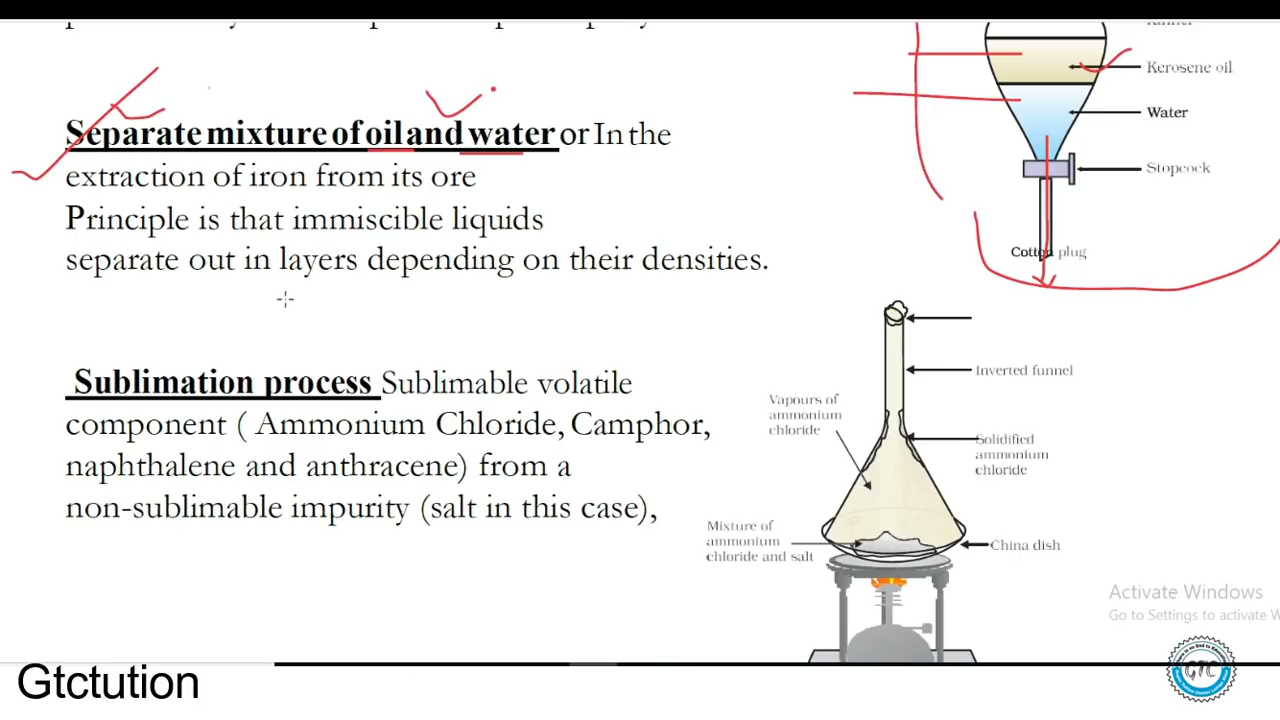 Kerosene oil
Separate mixture of oil and water or In the
Water
extraction of iron from its ore
Stopcock
Principle is that immiscible liquids
separate out in layers depending on their densities.
Cotton plug
Inverted funnel
Sublimation process Sublimable volatile
Vapours of
ammonium
chloride
component ( Ammonium Chloride, Camphor,
Solidified
ammonium
chloride
naphthalene and anthracene) from a
non-sublimable impurity (salt in this case),
Mixture of
ammonium
chloride and salt
China dish
Activate Windows
Go to Settings to activate W
Gtctution
GTC